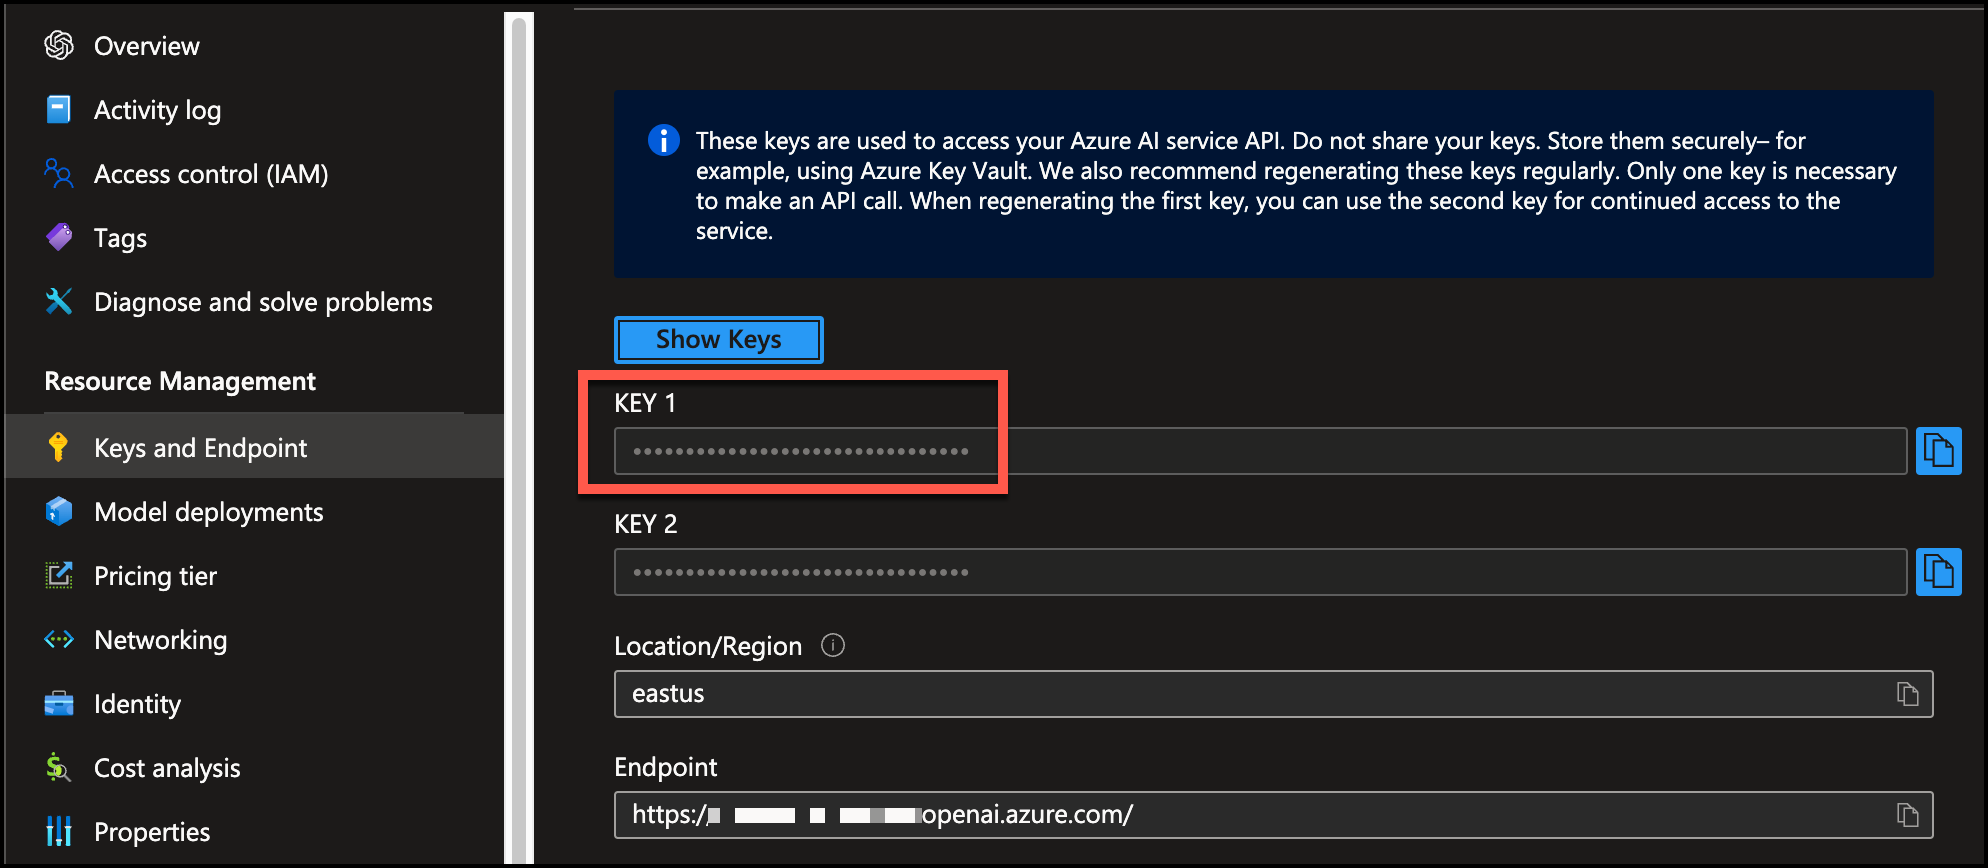 Overview
Activity log
Access control (IAM)
Tags
Diagnose and solve problems
Resource Management
Keys and Endpoint
Model deployments
Pricing tier
Networking
Identity
Cost analysis
Properties
These keys are used to access your Azure AI service API. Do not share your keys. Store them securely– for
example, using Azure Key Vault. We also recommend regenerating these keys regularly. Only one key is necessary
to make an API call. When regenerating the first key, you can use the second key for continued access to the
service.
Show Keys
KEY 1
••••••••••••••••••••••••••••••••
KEY 2
••••••••••••••••••••••••••••••••
Location/Region
eastus
Endpoint
https:/ openai.azure.com/